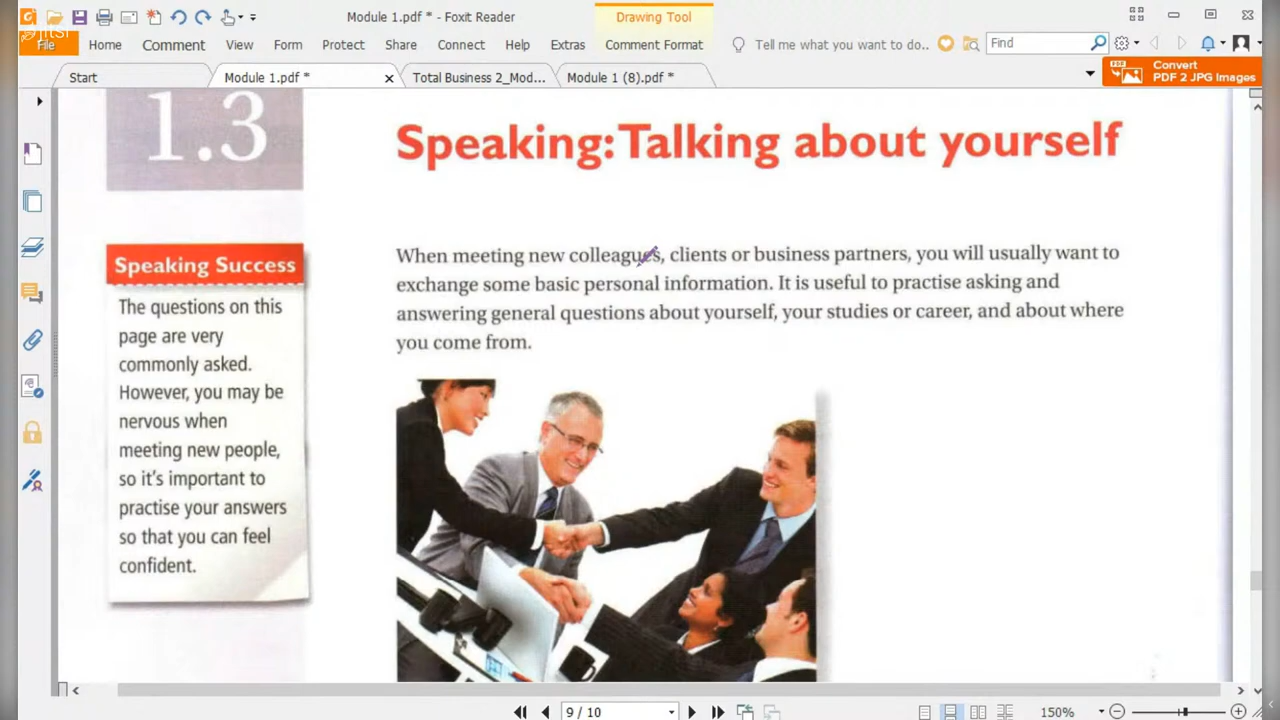 Module 1.pdf * - Foxit Reader
Drawing Tool
File
Home
Comment
View
Form
Protect
Share
Connect
Help
Extras
Comment Format
Tell me what you want to do..
Find
Start
Module 1.pdf *
Total Business 2_Mod...
Module 1 (8).pdf *
Convert
PDF 2 JPG Images
1.3
Speaking: Talking about yourself
When meeting new colleagues, clients or business partners, you will usually want to
exchange some basic personal information. It is useful to practise asking and
answering general questions about yourself, your studies or career, and about where
you come from.
Speaking Success
The questions on this
page are very
commonly asked.
However, you may be
nervous when
meeting new people,
so it's important to
practise your answers
so that you can feel
confident.
9 / 10
150%